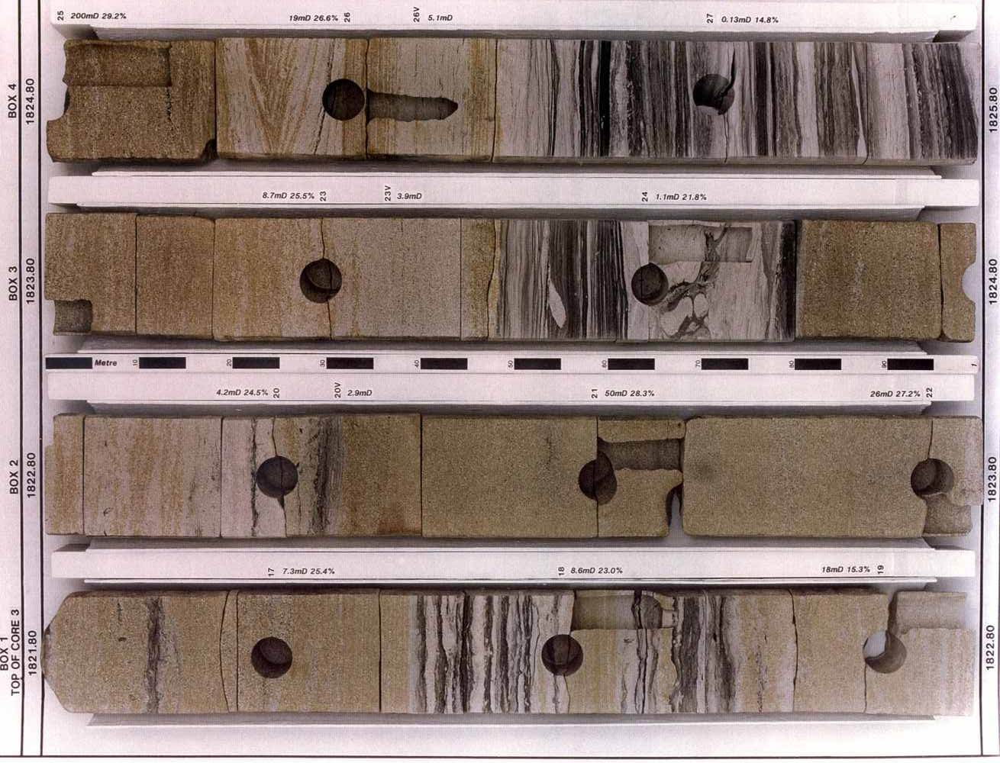 25 200mD 29.2% 19mD 26.6% 26 26V 5.1mD 27 0.13mD 14.8%
BOX 4
1824.80
1825.80
8.7mD 25.5% 23 23V 3.9mD 24 1.1mD 21.8%
BOX 3
1823.80
1824.80
Metre 10 20 30 40 50 60 70 80 90 1
4.2mD 24.5% 20 20V 2.9mD 21 50mD 28.3% 26mD 27.2% 22
BOX 2
1822.80
1823.80
17 7.3mD 25.4% 18 8.6mD 23.0% 18mD 15.3% 19
BOX 1
TOP OF CORE 3
1821.80
1822.80